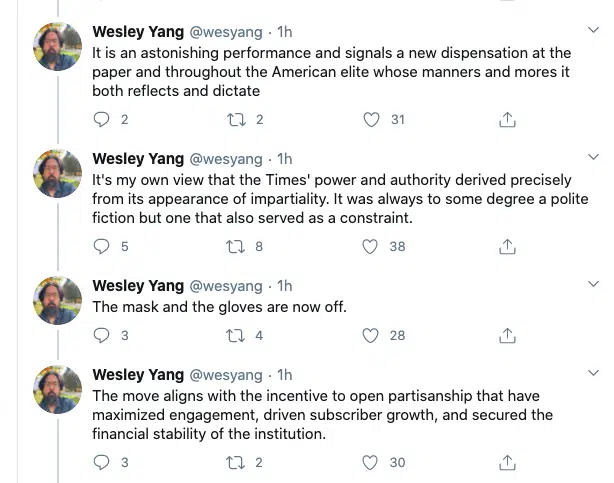 Wesley Yang @wesyang · 1h
It is an astonishing performance and signals a new dispensation at the
paper and throughout the American elite whose manners and mores it
both reflects and dictate
2 2 31
Wesley Yang @wesyang · 1h
It's my own view that the Times' power and authority derived precisely
from its appearance of impartiality. It was always to some degree a polite
fiction but one that also served as a constraint.
5 8 38
Wesley Yang @wesyang · 1h
The mask and the gloves are now off.
3 4 28
Wesley Yang @wesyang · 1h
The move aligns with the incentive to open partisanship that have
maximized engagement, driven subscriber growth, and secured the
financial stability of the institution.
3 2 30